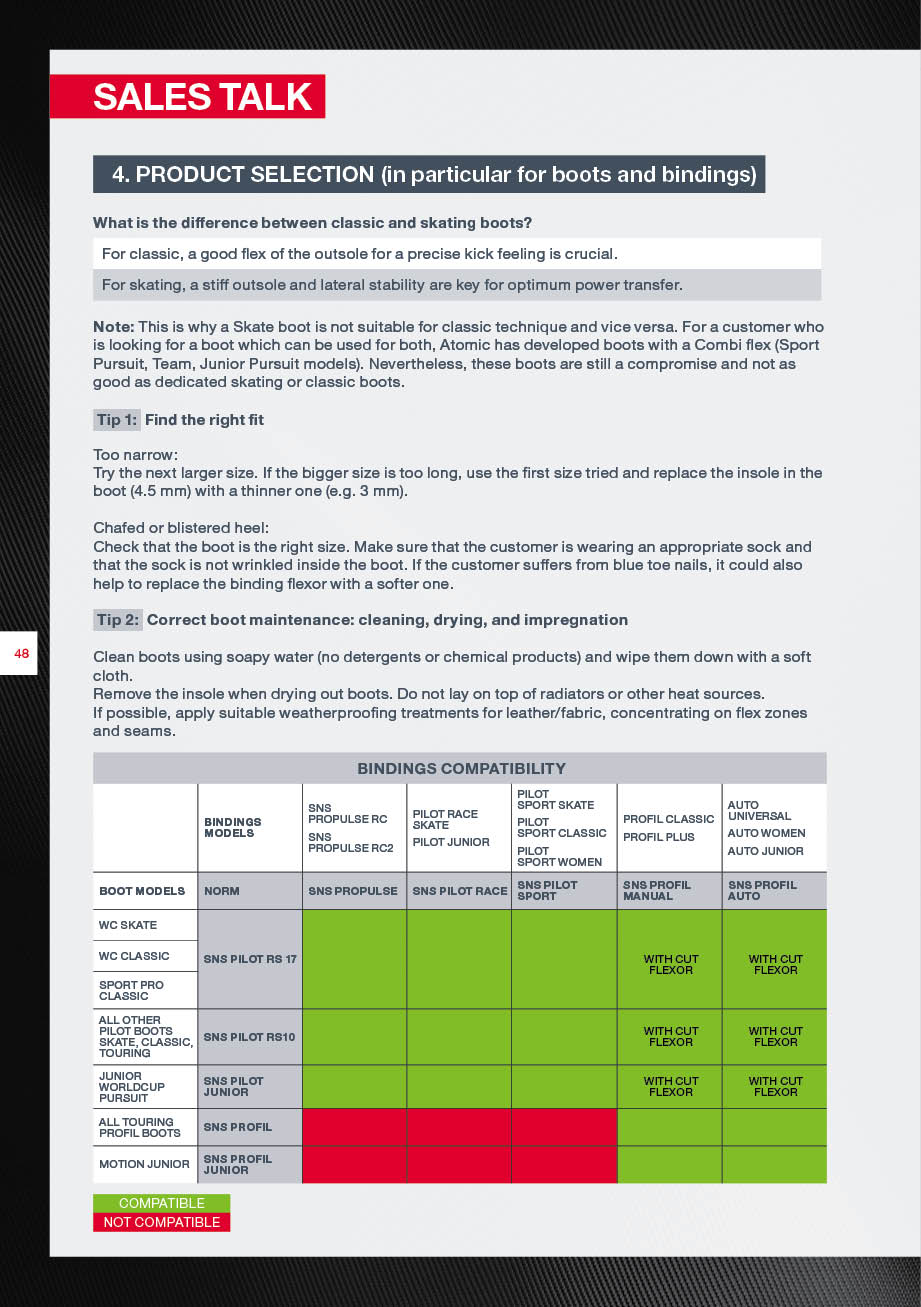 SALES TALK
4. PRODUCT SELECTION (in particular for boots and bindings)
What is the difference between classic and skating boots?
For classic, a good flex of the outsole for a precise kick feeling is crucial.
For skating, a stiff outsole and lateral stability are key for optimum power transfer.
Note: This is why a Skate boot is not suitable for classic technique and vice versa. For a customer who
is looking for a boot which can be used for both, Atomic has developed boots with a Combi flex (Sport
Pursuit, Team, Junior Pursuit models). Nevertheless, these boots are still a compromise and not as
good as dedicated skating or classic boots.
Tip 1: Find the right fit
Too narrow:
Try the next larger size. If the bigger size is too long, use the first size tried and replace the insole in the
boot (4.5 mm) with a thinner one (e.g. 3 mm).
Chafed or blistered heel:
Check that the boot is the right size. Make sure that the customer is wearing an appropriate sock and
that the sock is not wrinkled inside the boot. If the customer suffers from blue toe nails, it could also
help to replace the binding flexor with a softer one.
Tip 2: Correct boot maintenance: cleaning, drying, and impregnation
48
Clean boots using soapy water (no detergents or chemical products) and wipe them down with a soft
cloth.
Remove the insole when drying out boots. Do not lay on top of radiators or other heat sources.
If possible, apply suitable weatherproofing treatments for leather/fabric, concentrating on flex zones
and seams.
BINDINGS COMPATIBILITY
BINDINGS
MODELS
SNS
PROPULSE RC
SNS
PROPULSE RC2
PILOT RACE
SKATE
PILOT JUNIOR
PILOT
SPORT SKATE
PILOT
SPORT CLASSIC
PILOT
SPORT WOMEN
PROFIL CLASSIC
PROFIL PLUS
AUTO
UNIVERSAL
AUTO WOMEN
AUTO JUNIOR
BOOT MODELS
NORM
SNS PROPULSE
SNS PILOT RACE
SNS PILOT
SPORT
SNS PROFIL
MANUAL
SNS PROFIL
AUTO
WC SKATE
WC CLASSIC
SPORT PRO
CLASSIC
SNS PILOT RS 17
WITH CUT
FLEXOR
WITH CUT
FLEXOR
ALL OTHER
PILOT BOOTS
SKATE, CLASSIC,
TOURING
SNS PILOT RS10
WITH CUT
FLEXOR
WITH CUT
FLEXOR
JUNIOR
WORLDCUP
PURSUIT
SNS PILOT
JUNIOR
WITH CUT
FLEXOR
WITH CUT
FLEXOR
ALL TOURING
PROFIL BOOTS
SNS PROFIL
MOTION JUNIOR
SNS PROFIL
JUNIOR
COMPATIBLE
NOT COMPATIBLE